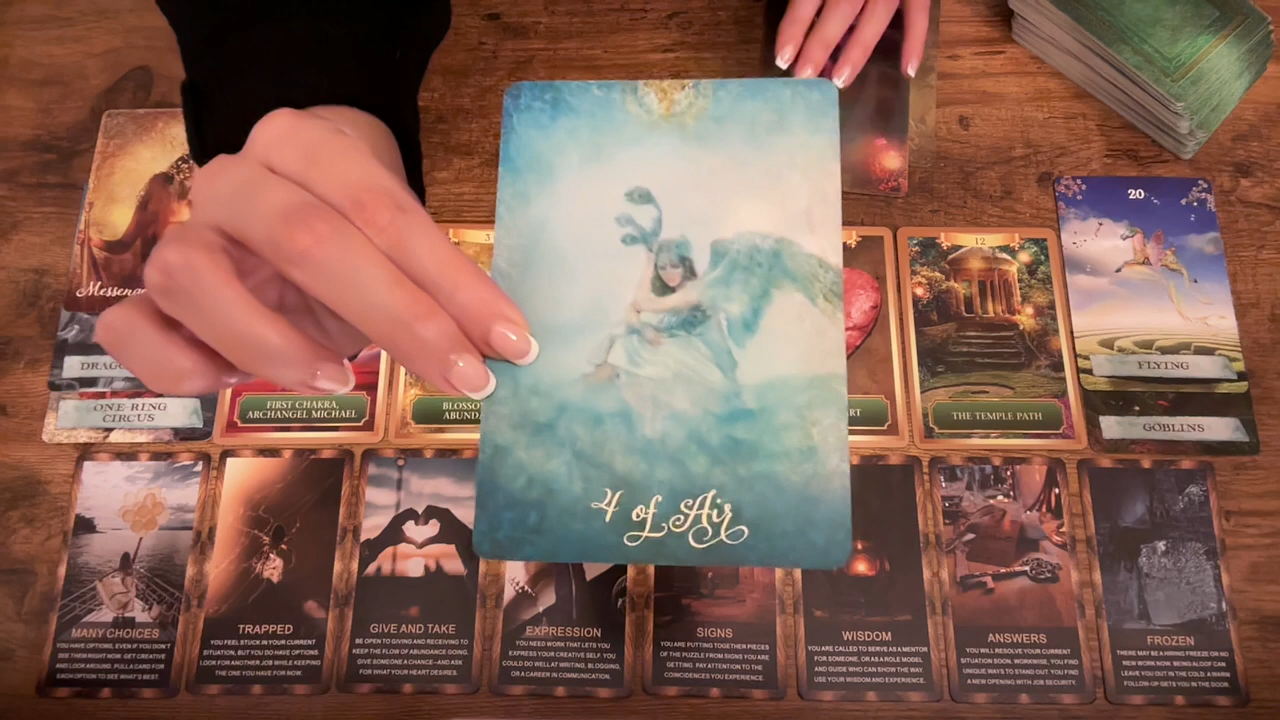 20
12
3
Messeng
DRAGO
ONE-RING
CIRCUS
FIRST CHAKRA,
ARCHANGEL MICHAEL
BLOSSO
ABUND
4 of Air
ART
THE TEMPLE PATH
FLYING
GOBLINS
MANY CHOICES
YOU HAVE OPTIONS, EVEN IF YOU DON'T
SEE THEM RIGHT NOW. GET CREATIVE
AND LOOK AROUND. PULL A CARD FOR
EACH OPTION TO SEE WHAT'S BEST.
TRAPPED
YOU FEEL STUCK IN YOUR CURRENT
SITUATION, BUT YOU DO HAVE OPTIONS.
LOOK FOR ANOTHER JOB WHILE KEEPING
THE ONE YOU HAVE FOR NOW.
GIVE AND TAKE
BE OPEN TO GIVING AND RECEIVING TO
KEEP THE FLOW OF ABUNDANCE GOING.
GIVE SOMEONE A CHANCE—AND ASK
FOR WHAT YOUR HEART DESIRES.
EXPRESSION
YOU NEED WORK THAT LETS YOU
EXPRESS YOUR CREATIVE SELF. YOU
COULD DO WELL AT WRITING, BLOGGING,
OR A CAREER IN COMMUNICATION.
SIGNS
YOU ARE PUTTING TOGETHER PIECES
OF THE PUZZLE FROM SIGNS YOU ARE
GETTING. PAY ATTENTION TO THE
COINCIDENCES YOU EXPERIENCE.
WISDOM
YOU ARE CALLED TO SERVE AS A MENTOR
FOR SOMEONE, OR AS A ROLE MODEL
AND GUIDE WHO CAN SHOW THE WAY
USE YOUR WISDOM AND EXPERIENCE.
ANSWERS
YOU WILL RESOLVE YOUR CURRENT
SITUATION SOON. WORKWISE, YOU FIND
UNIQUE WAYS TO STAND OUT. YOU FIND
A NEW OPENING WITH JOB SECURITY.
FROZEN
THERE MAY BE A HIRING FREEZE OR NO
NEW WORK NOW. BEING ALOOF CAN
LEAVE YOU OUT IN THE COLD. A WARM
FOLLOW-UP GETS YOU IN THE DOOR.